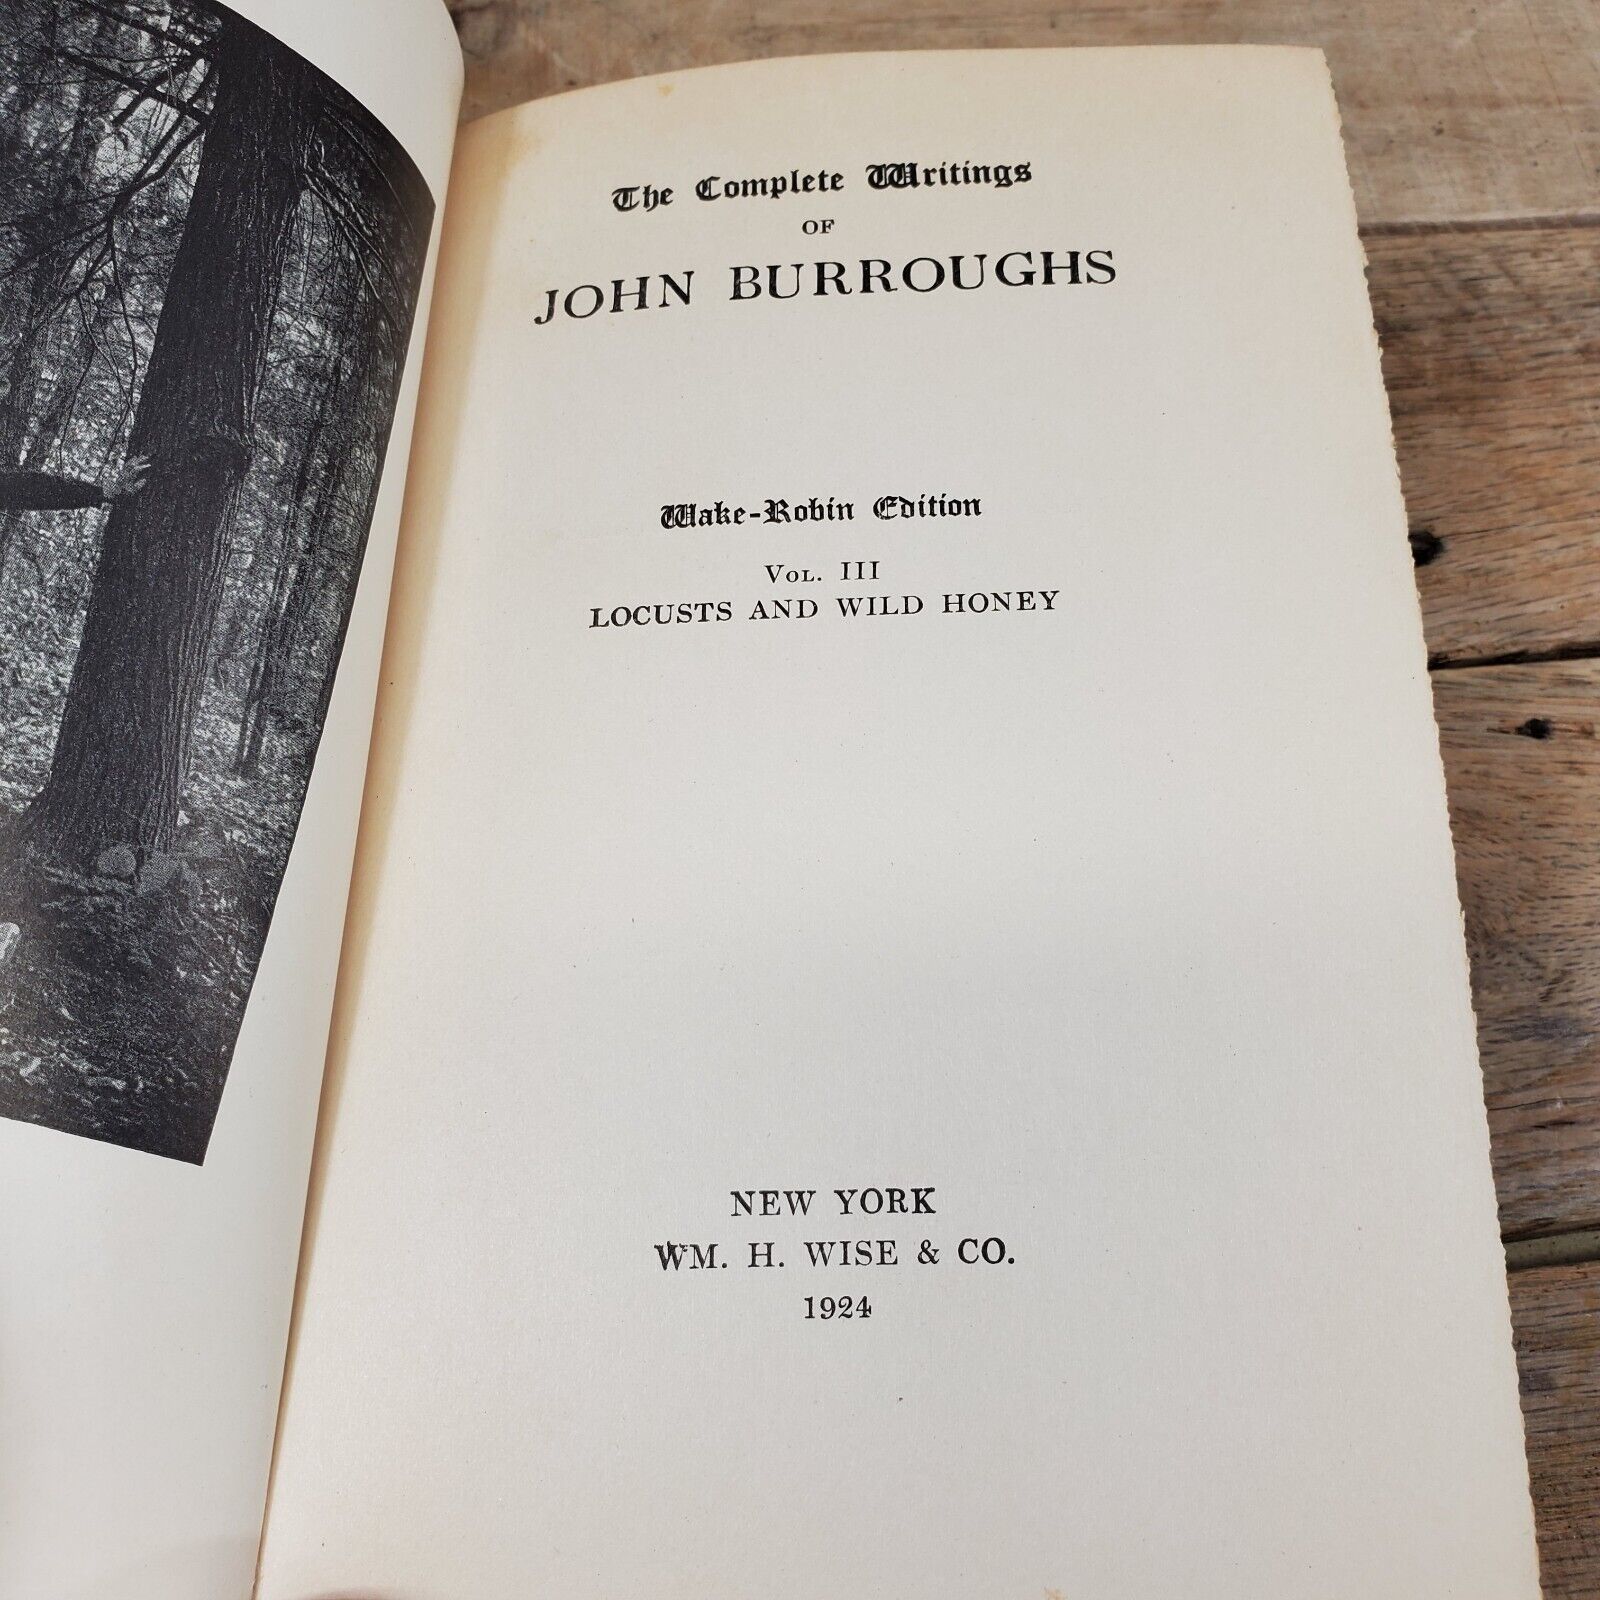 The Complete Writings
OF
JOHN BURROUGHS
Wake-Robin Edition
VOL. III
LOCUSTS AND WILD HONEY
NEW YORK
WM. H. WISE & CO.
1924